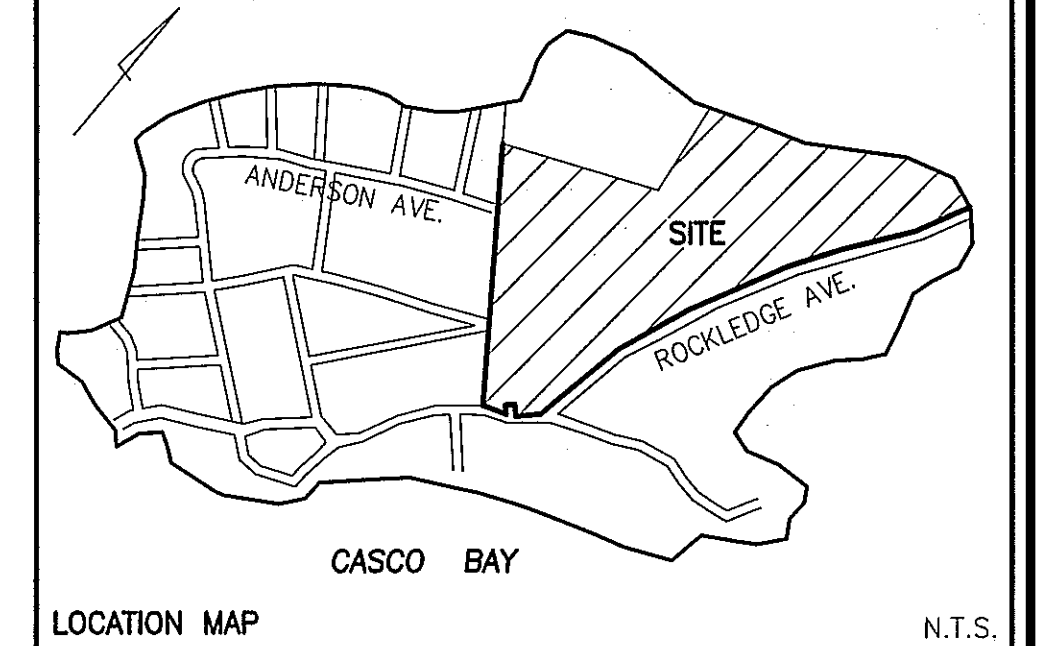 ANDERSON AVE.
SITE
ROCKLEDGE AVE.
CASCO BAY
LOCATION MAP
N.T.S.